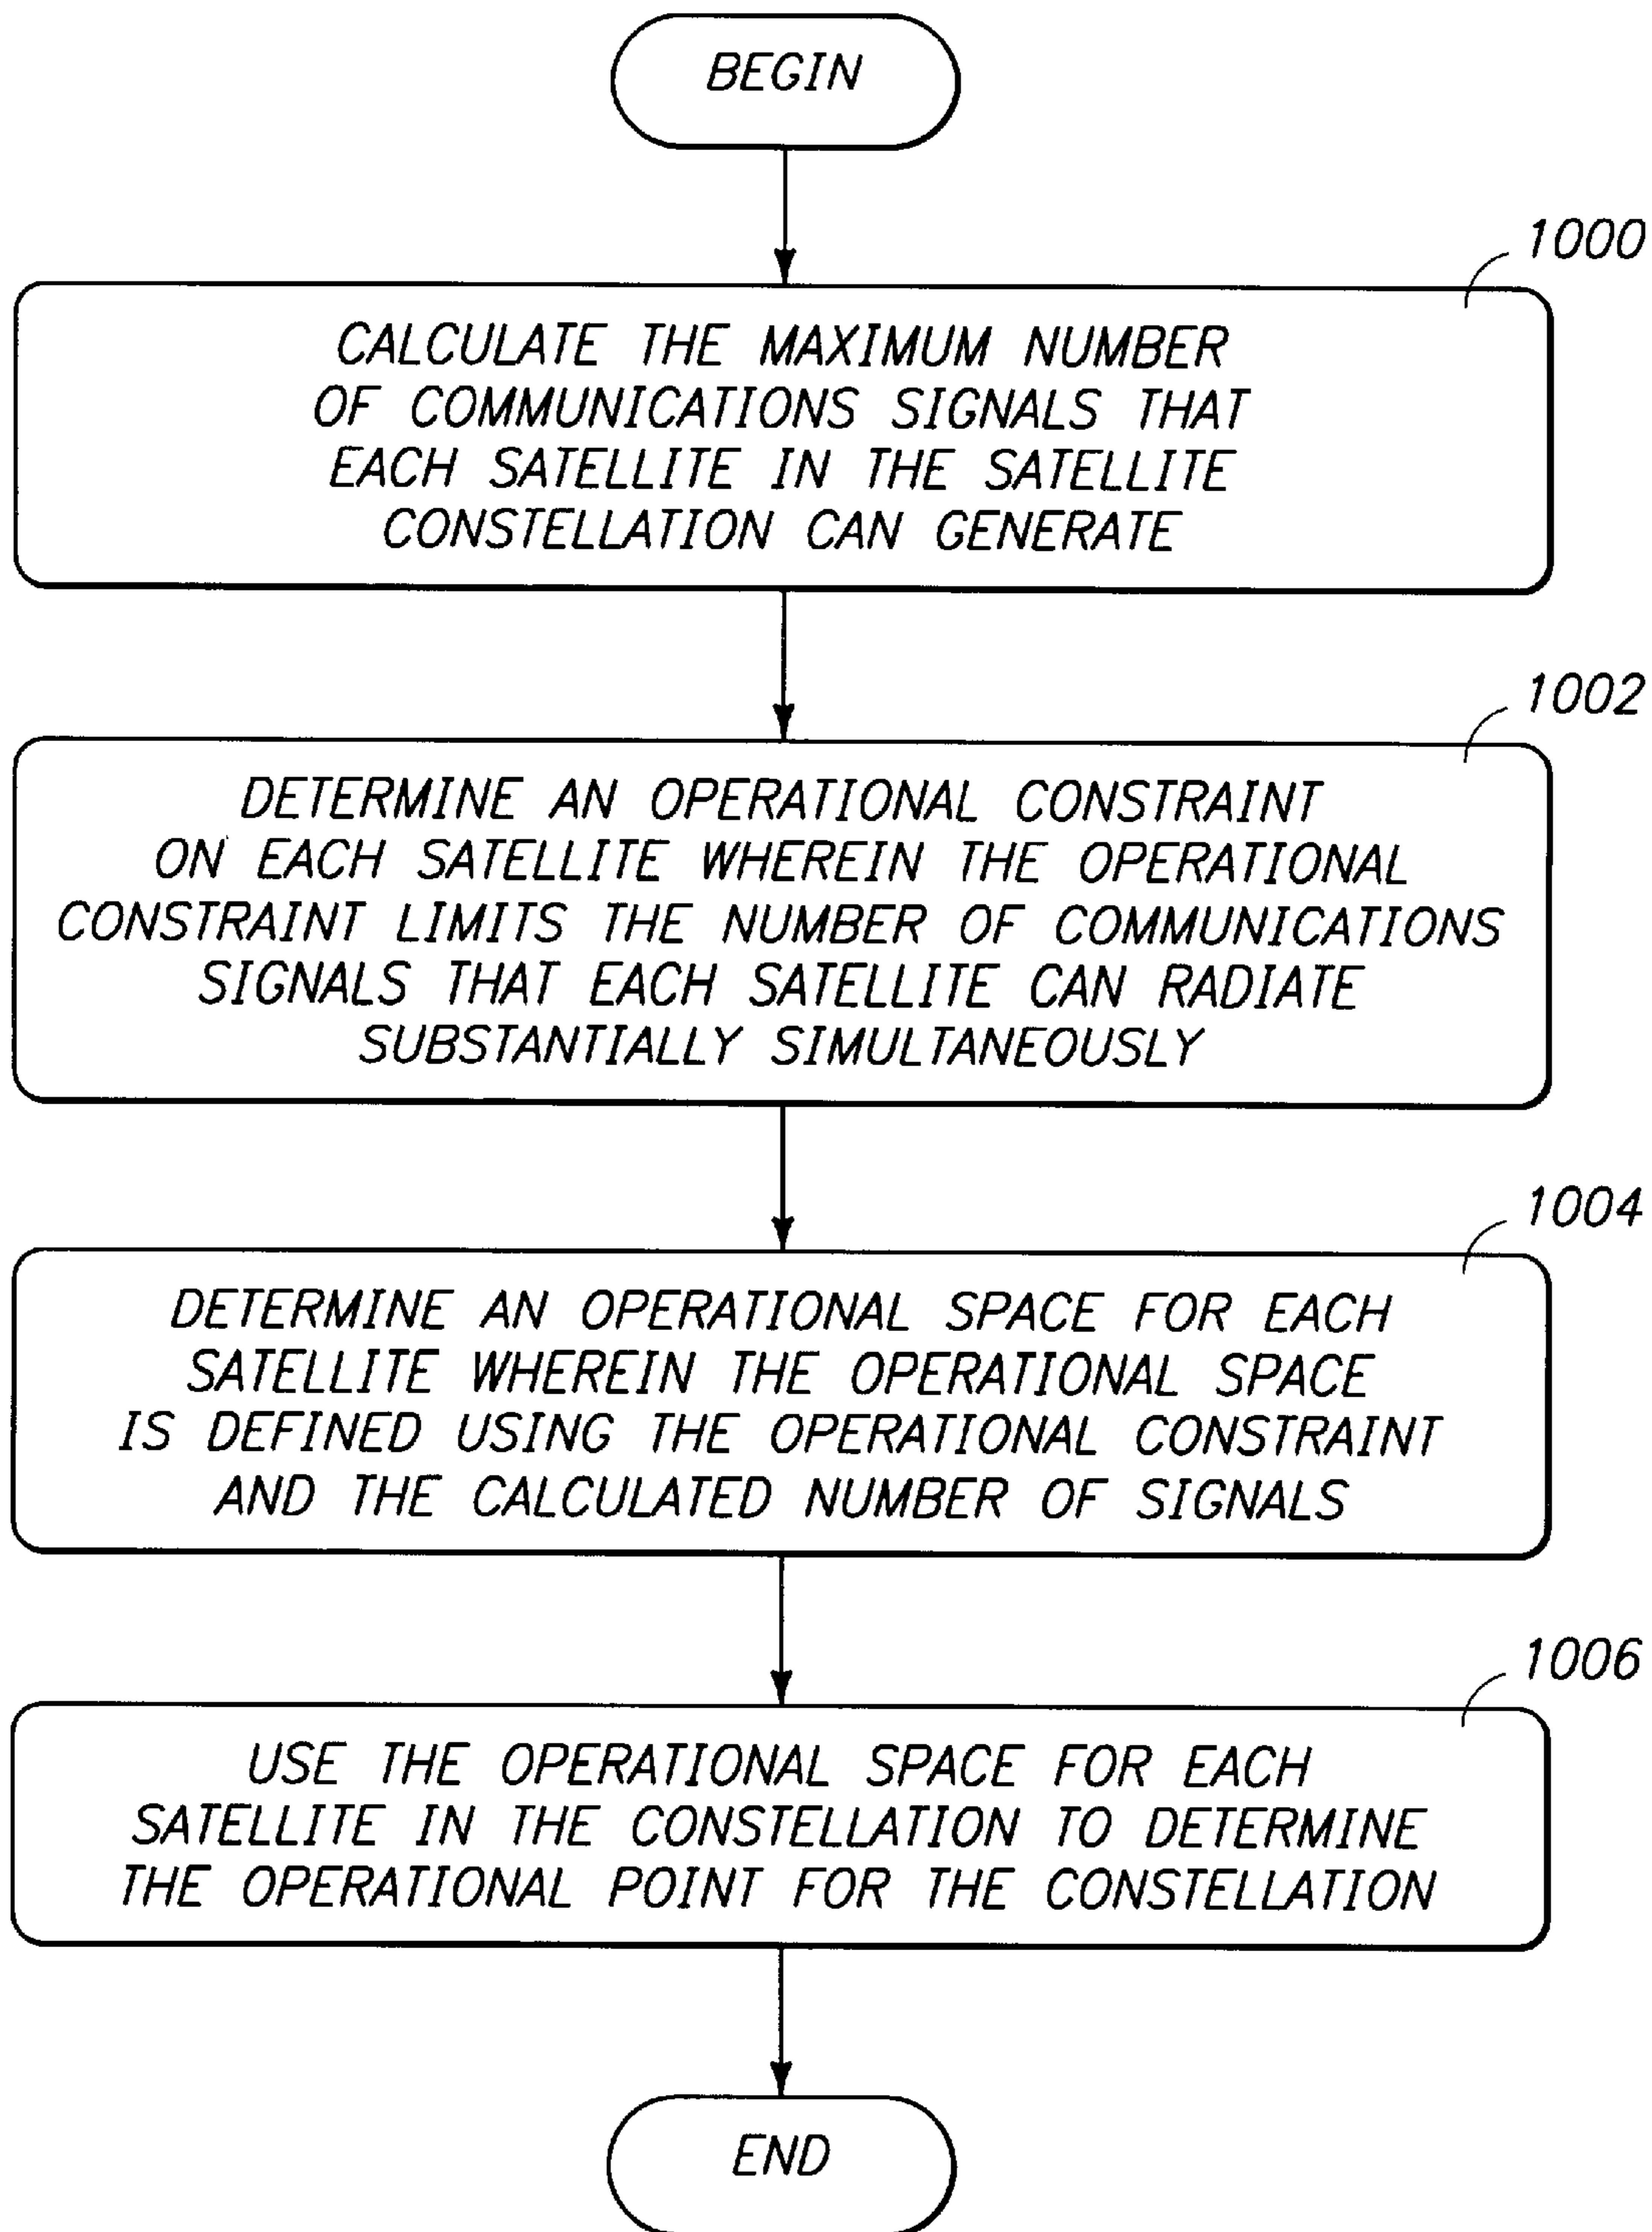 BEGIN
1000
CALCULATE THE MAXIMUM NUMBER
OF COMMUNICATIONS SIGNALS THAT
EACH SATELLITE IN THE SATELLITE
CONSTELLATION CAN GENERATE
1002
DETERMINE AN OPERATIONAL CONSTRAINT
ON EACH SATELLITE WHEREIN THE OPERATIONAL
CONSTRAINT LIMITS THE NUMBER OF COMMUNICATIONS
SIGNALS THAT EACH SATELLITE CAN RADIATE
SUBSTANTIALLY SIMULTANEOUSLY
1004
DETERMINE AN OPERATIONAL SPACE FOR EACH
SATELLITE WHEREIN THE OPERATIONAL SPACE
IS DEFINED USING THE OPERATIONAL CONSTRAINT
AND THE CALCULATED NUMBER OF SIGNALS
1006
USE THE OPERATIONAL SPACE FOR EACH
SATELLITE IN THE CONSTELLATION TO DETERMINE
THE OPERATIONAL POINT FOR THE CONSTELLATION
END